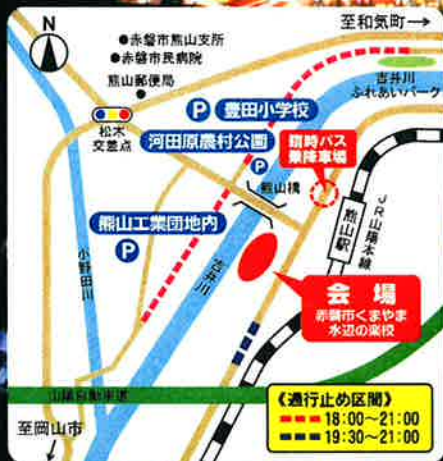 N
至和気町→
●赤磐市熊山支所
●赤磐市民病院
熊山郵便局
●
吉井川
ふれあいパーク
松木
交差点
P 豊田小学校
河田原農村公園
P
臨時バス
乗降車場
熊山橋
熊山工業団地内
P
熊山駅
JR山陽本線
小野田川
吉井川
会場
赤磐市くまやま
水辺の楽校
山陽自動車道
至岡山市
《通行止め区間》
18:00～21:00
19:30～21:00